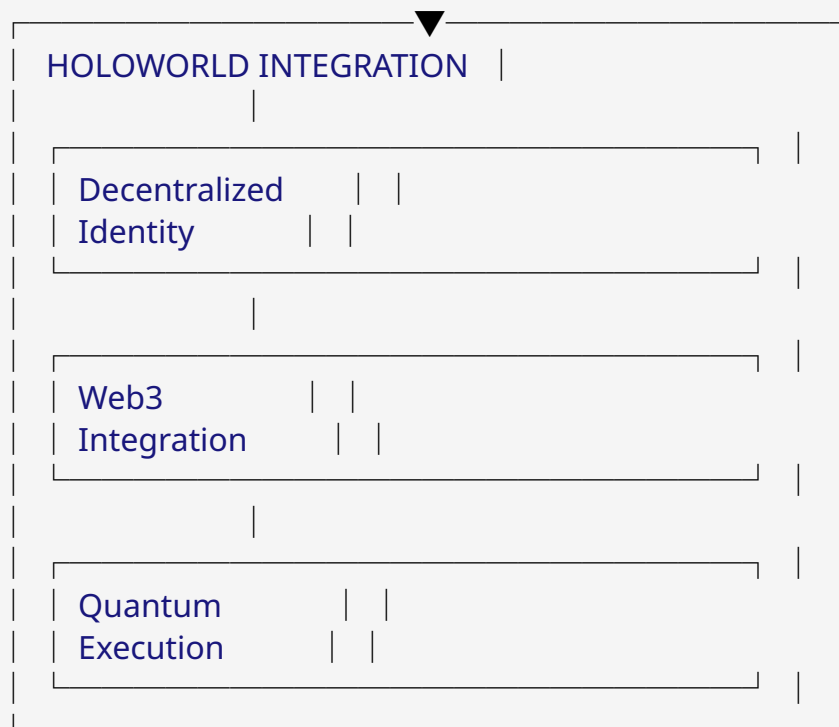 HOLOWORLD INTEGRATION
Decentralized
Identity
Web3
Integration
Quantum
Execution